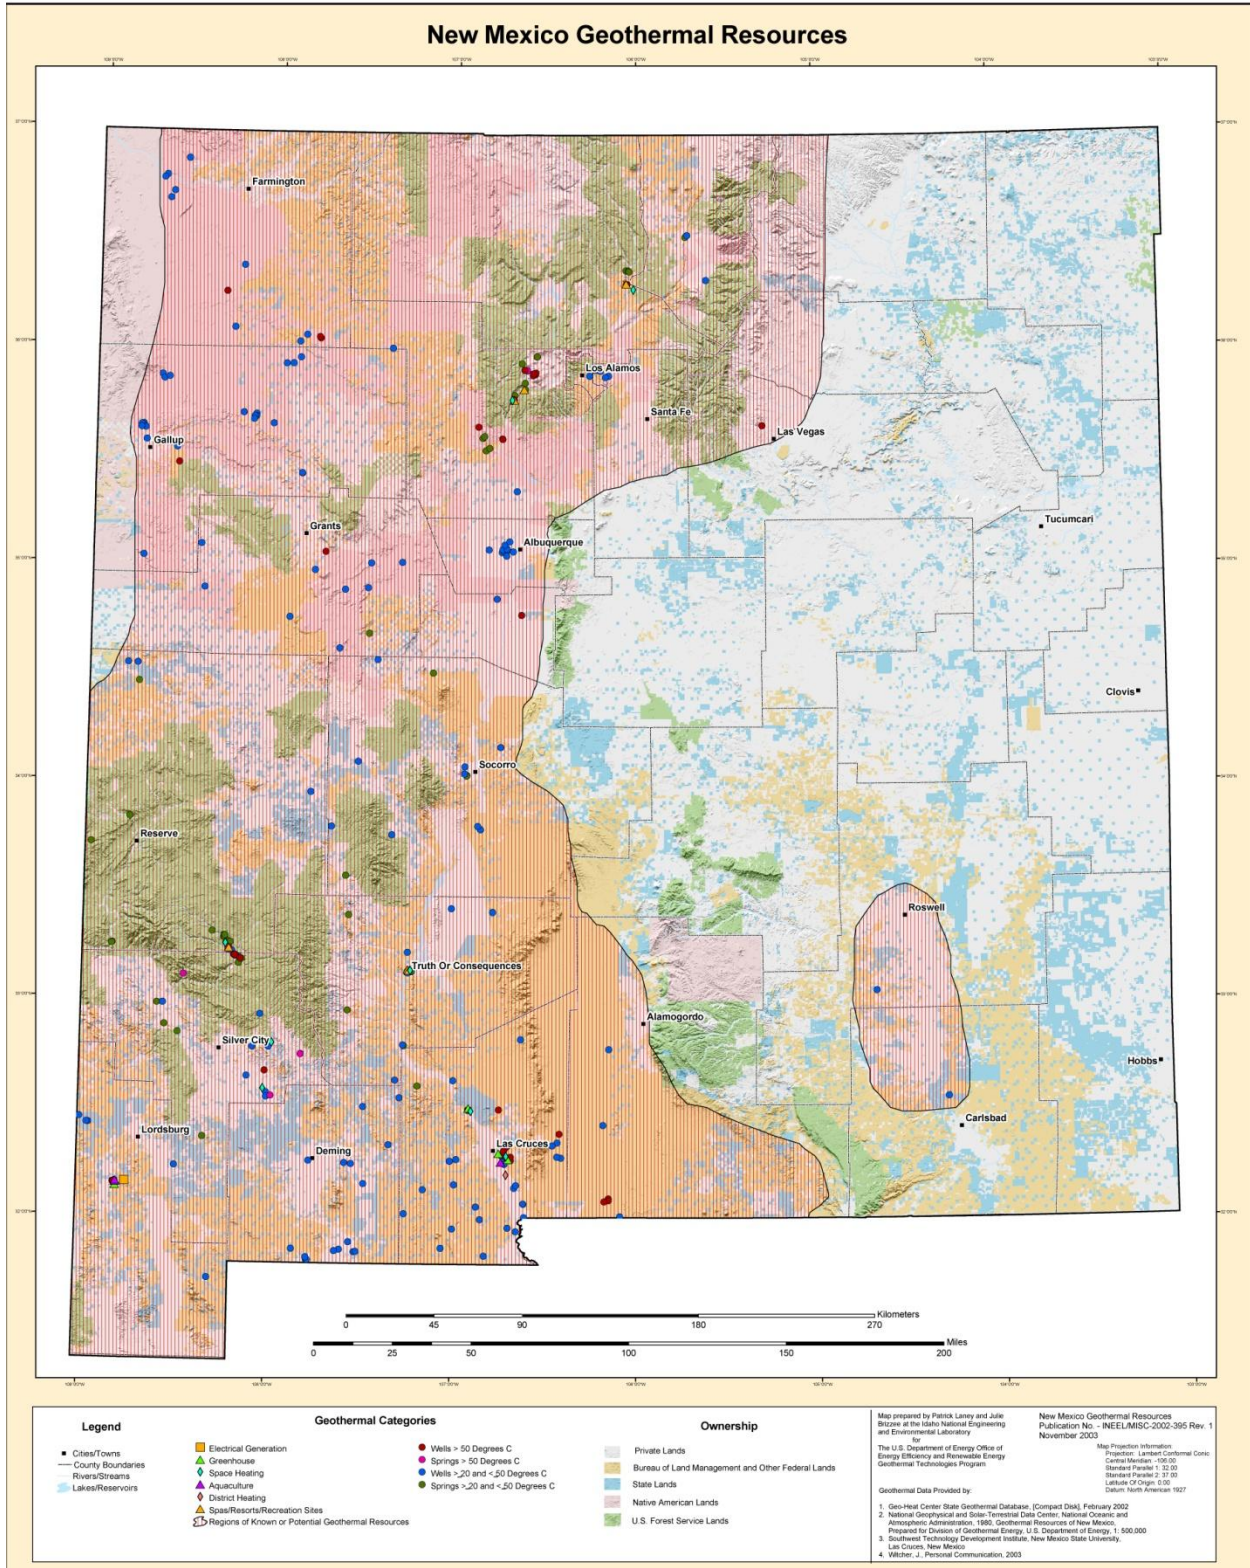 New Mexico Geothermal Resources
Farmington
Los Alamos
Santa Fe
Las Vegas
Gallup
Tucumcari
Grants
Albuquerque
Clovis
Socorro
Reserve
Roswell
Truth Or Consequences
Alamogordo
Silver City
Hobbs
Carlsbad
Lordsburg
Las Cruces
Deming
Kilometers
0 45 90 180 270
Miles
0 25 50 100 150 200
Legend
Cities/Towns
County Boundaries
Rivers/Streams
Lakes/Reservoirs
Geothermal Categories
Electrical Generation
Greenhouse
Space Heating
Aquaculture
District Heating
Spas/Resorts/Recreation Sites
Regions of Known or Potential Geothermal Resources
Wells > 50 Degrees C
Springs > 50 Degrees C
Wells >20 and <50 Degrees C
Springs >20 and <50 Degrees C
Ownership
Private Lands
Bureau of Land Management and Other Federal Lands
State Lands
Native American Lands
U.S. Forest Service Lands
Map prepared by Patrick Laney and Julie
Brizzee at the Idaho National Engineering
and Environmental Laboratory
for
The U.S. Department of Energy Office of
Energy Efficiency and Renewable Energy
Geothermal Technologies Program
New Mexico Geothermal Resources
Publication No. - INEEL/MISC-2002-395 Rev. 1
November 2003
Map Projection Information:
Projection: Lambert Conformal Conic
Central Meridian: -106.00
Standard Parallel 1: 32.00
Standard Parallel 2: 37.00
Latitude Of Origin: 0.00
Datum: North American 1927
Geothermal Data Provided by:
1. Geo-Heat Center State Geothermal Database, [Compact Disk], February 2002
2. National Geophysical and Solar-Terrestrial Data Center, National Oceanic and
Atmospheric Administration, 1980, Geothermal Resources of New Mexico,
Prepared for Division of Geothermal Energy, U.S. Department of Energy, 1: 500,000
3. Southwest Technology Development Institute, New Mexico State University,
Las Cruces, New Mexico
4. Witcher, J., Personal Communication, 2003